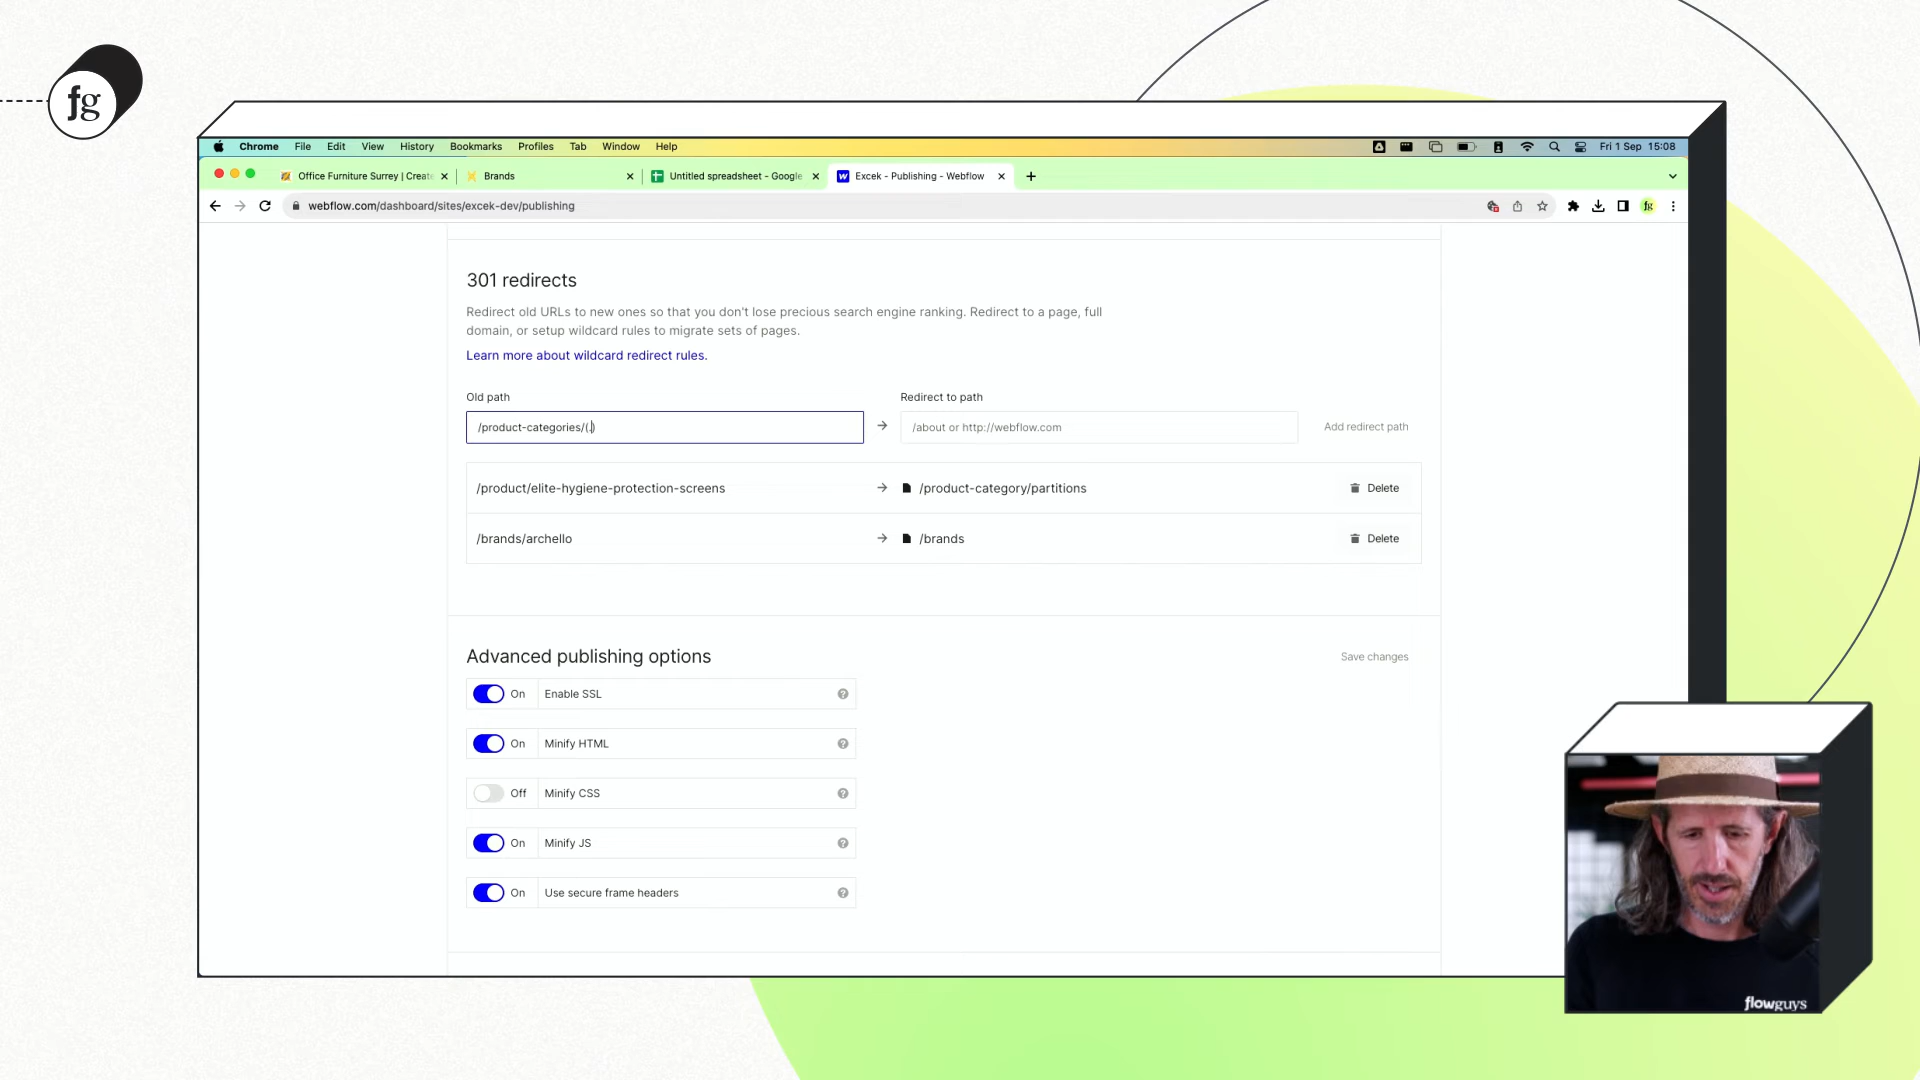 fg
Chrome File Edit View History Bookmarks Profiles Tab Window Help Fri 1 Sep 15:08
Office Furniture Surrey | Create Brands Untitled spreadsheet - Google Excek - Publishing - Webflow
webflow.com/dashboard/sites/excek-dev/publishing fg
301 redirects
Redirect old URLs to new ones so that you don't lose precious search engine ranking. Redirect to a page, full
domain, or setup wildcard rules to migrate sets of pages.
Learn more about wildcard redirect rules.
Old path Redirect to path
/product-categories/(.) → /about or http://webflow.com Add redirect path
/product/elite-hygiene-protection-screens → /product-category/partitions Delete
/brands/archello → /brands Delete
Advanced publishing options Save changes
On Enable SSL ?
On Minify HTML ?
Off Minify CSS ?
On Minify JS ?
On Use secure frame headers ?
flowguys